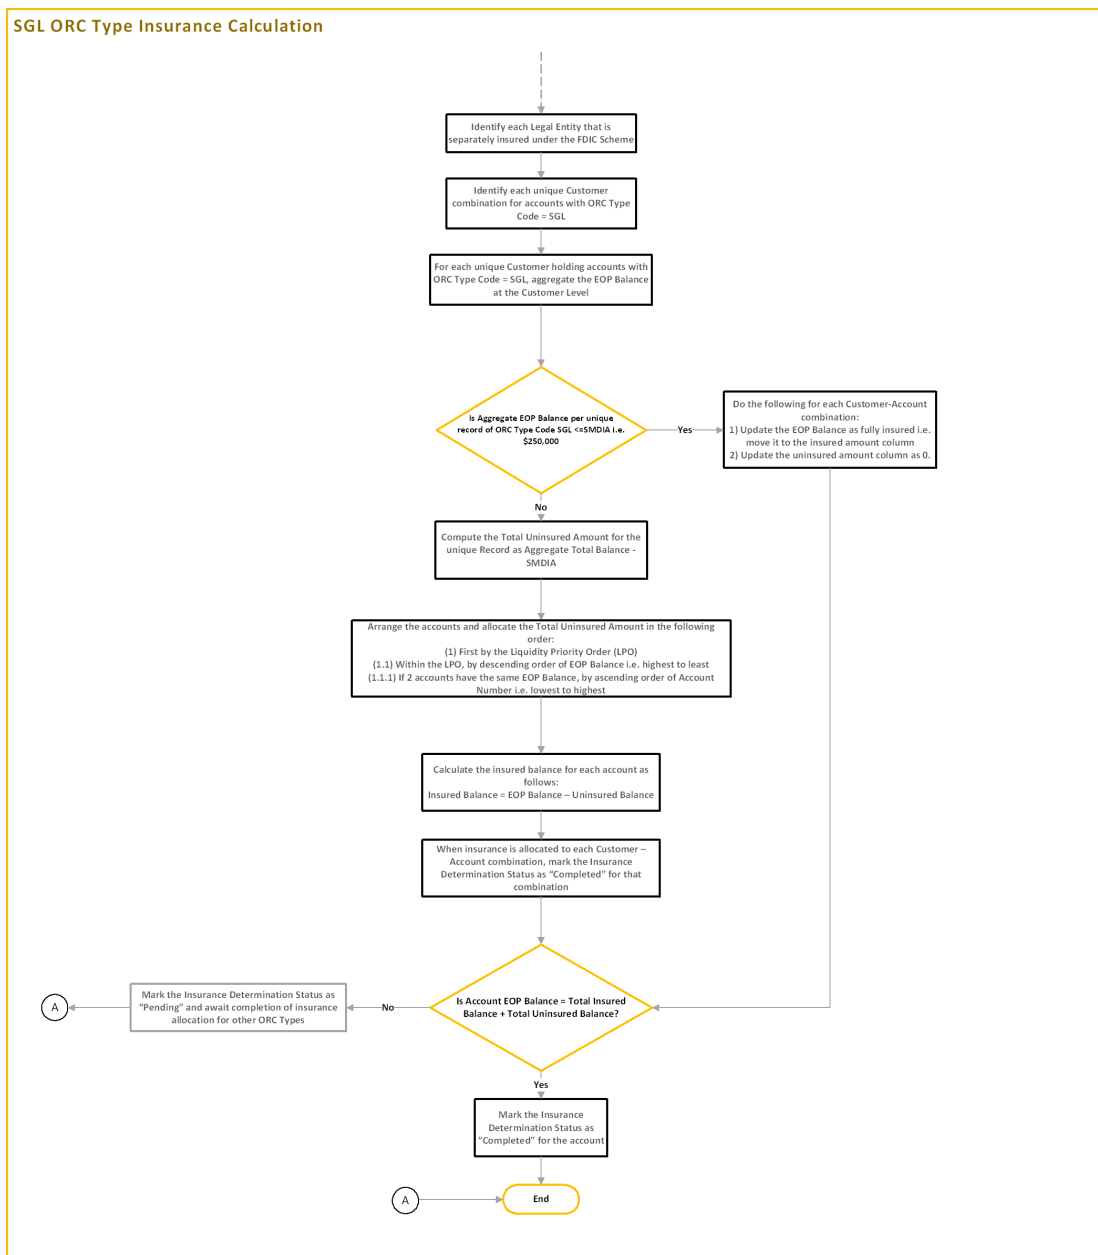 SGL ORC Type Insurance Calculation
Identify each Legal Entity that is
separately insured under the FDIC Scheme
Identify each unique Customer
combination for accounts with ORC Type
Code = SGL
For each unique Customer holding accounts with
ORC Type Code = SGL, aggregate the EOP Balance
at the Customer Level
Is Aggregate EOP Balance per unique
record of ORC Type Code SGL <=SMDIA i.e.
$250,000
Yes
Do the following for each Customer-Account
combination:
1) Update the EOP Balance as fully insured i.e.
move it to the insured amount column
2) Update the uninsured amount column as 0.
No
Compute the Total Uninsured Amount for the
unique Record as Aggregate Total Balance -
SMDIA
Arrange the accounts and allocate the Total Uninsured Amount in the following
order:
(1) First by the Liquidity Priority Order (LPO)
(1.1) Within the LPO, by descending order of EOP Balance i.e. highest to least
(1.1.1) If 2 accounts have the same EOP Balance, by ascending order of Account
Number i.e. lowest to highest
Calculate the insured balance for each account as
follows:
Insured Balance = EOP Balance – Uninsured Balance
When insurance is allocated to each Customer –
Account combination, mark the Insurance
Determination Status as “Completed” for that
combination
Is Account EOP Balance = Total Insured
Balance + Total Uninsured Balance?
No
Mark the Insurance Determination Status as
“Pending” and await completion of insurance
allocation for other ORC Types
A
Yes
Mark the Insurance
Determination Status as
“Completed” for the account
A
End